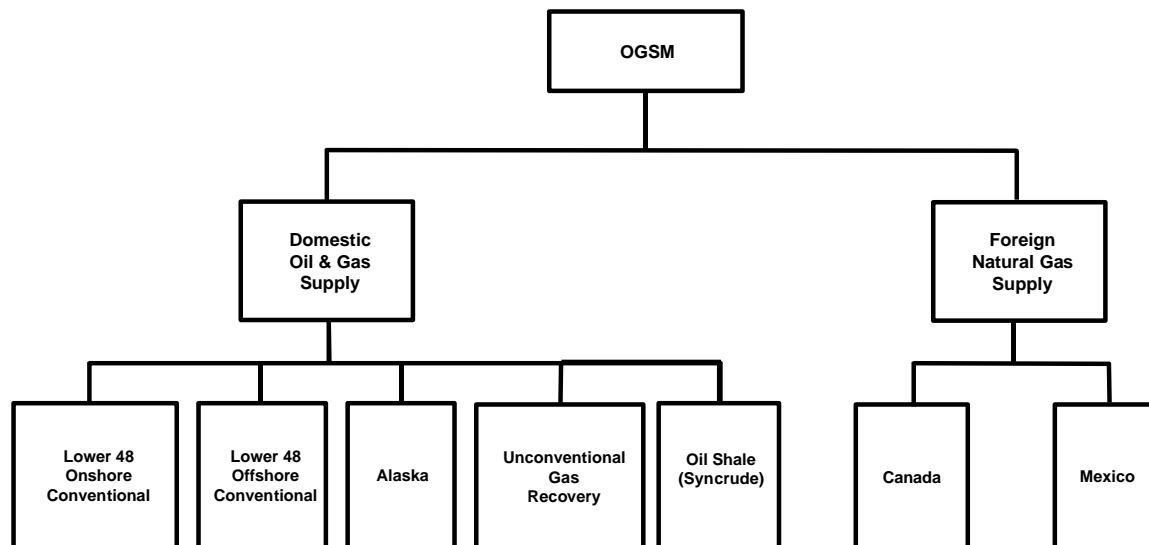 OGSM
Domestic
Oil & Gas
Supply
Foreign
Natural Gas
Supply
Lower 48
Onshore
Conventional
Lower 48
Offshore
Conventional
Alaska
Unconventional
Gas
Recovery
Oil Shale
(Syncrude)
Canada
Mexico